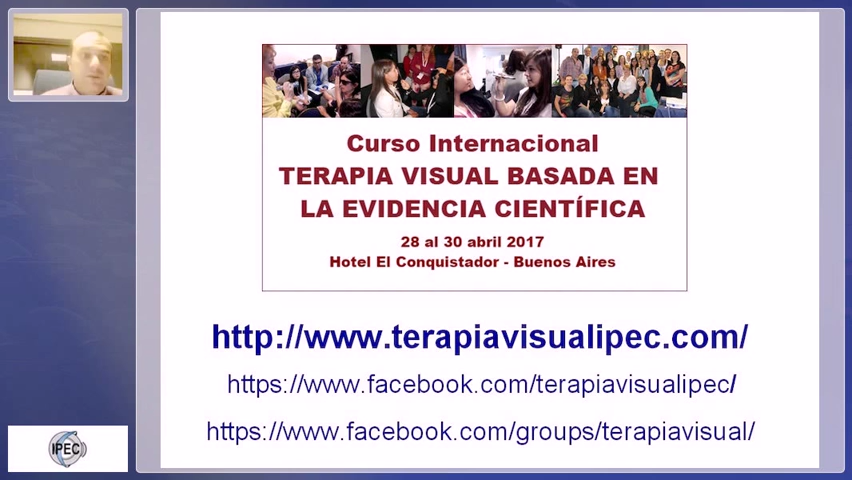 Curso Internacional
TERAPIA VISUAL BASADA EN
LA EVIDENCIA CIENTÍFICA
28 al 30 abril 2017
Hotel El Conquistador - Buenos Aires
http://www.terapiavisualipec.com/
https://www.facebook.com/terapiavisualipec/
https://www.facebook.com/groups/terapiavisual/
IPEC